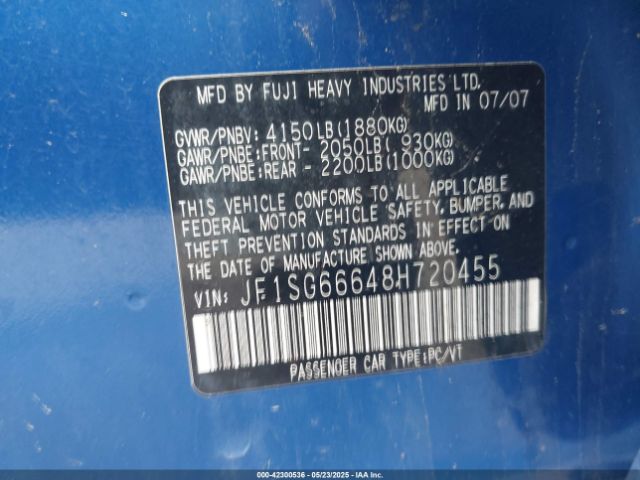 MFD BY FUJI HEAVY INDUSTRIES LTD.
MFD IN 07/07
GVWR/PNBV: 4150LB(1880KG)
GAWR/PNBE:FRONT- 2050LB( 930KG)
GAWR/PNBE:REAR - 2200LB(1000KG)
THIS VEHICLE CONFORMS TO ALL APPLICABLE
FEDERAL MOTOR VEHICLE SAFETY, BUMPER, AND
THEFT PREVENTION STANDARDS IN EFFECT ON
THE DATE OF MANUFACTURE SHOWN ABOVE.
VIN: JF1SG66648H720455
PASSENGER CAR TYPE:PC/VT
000-42300536 - 05/23/2025 - IAAI.COM